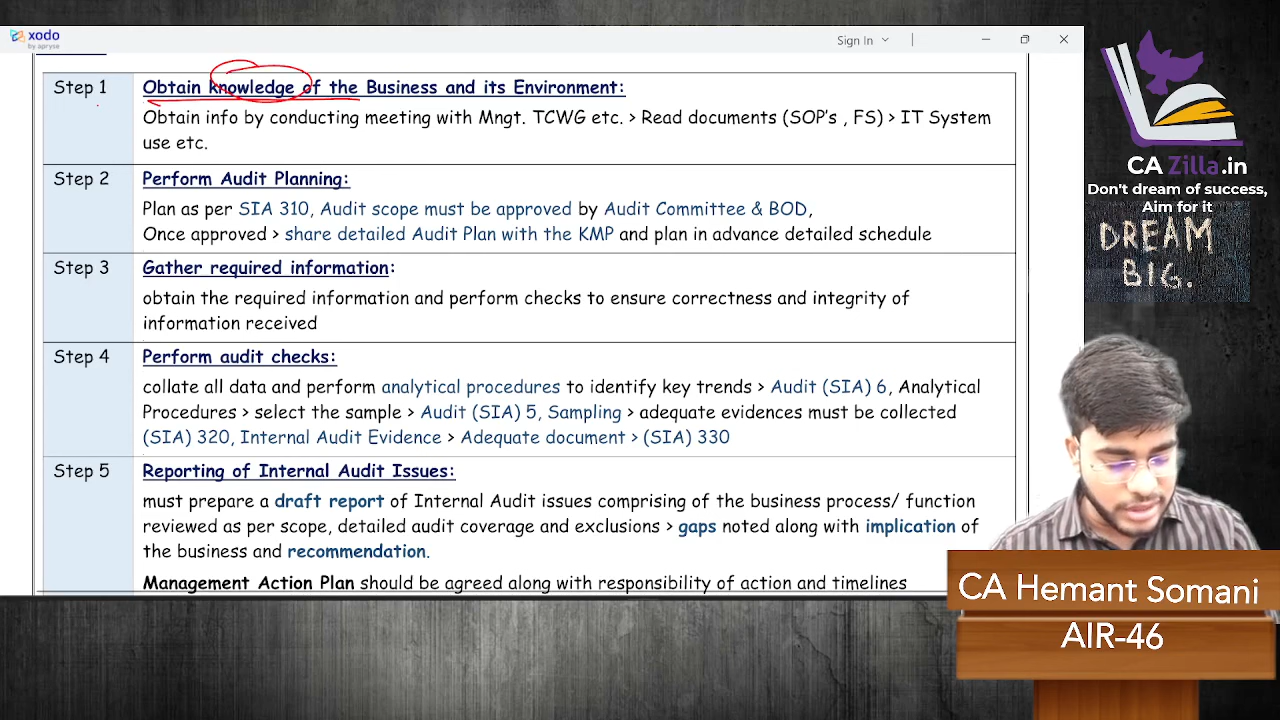 xodo
by apryse
Sign In
Step 1
Obtain knowledge of the Business and its Environment:
Obtain info by conducting meeting with Mngt. TCWG etc. > Read documents (SOP's , FS) > IT System
use etc.
Step 2
Perform Audit Planning:
Plan as per SIA 310, Audit scope must be approved by Audit Committee & BOD,
Once approved > share detailed Audit Plan with the KMP and plan in advance detailed schedule
Step 3
Gather required information:
obtain the required information and perform checks to ensure correctness and integrity of
information received
Step 4
Perform audit checks:
collate all data and perform analytical procedures to identify key trends > Audit (SIA) 6, Analytical
Procedures > select the sample > Audit (SIA) 5, Sampling > adequate evidences must be collected
(SIA) 320, Internal Audit Evidence > Adequate document > (SIA) 330
Step 5
Reporting of Internal Audit Issues:
must prepare a draft report of Internal Audit issues comprising of the business process/ function
reviewed as per scope, detailed audit coverage and exclusions > gaps noted along with implication of
the business and recommendation.
Management Action Plan should be agreed along with responsibility of action and timelines
CA Zilla.in
Don't dream of success,
Aim for it
DREAM
BIG.
CA Hemant Somani
AIR-46